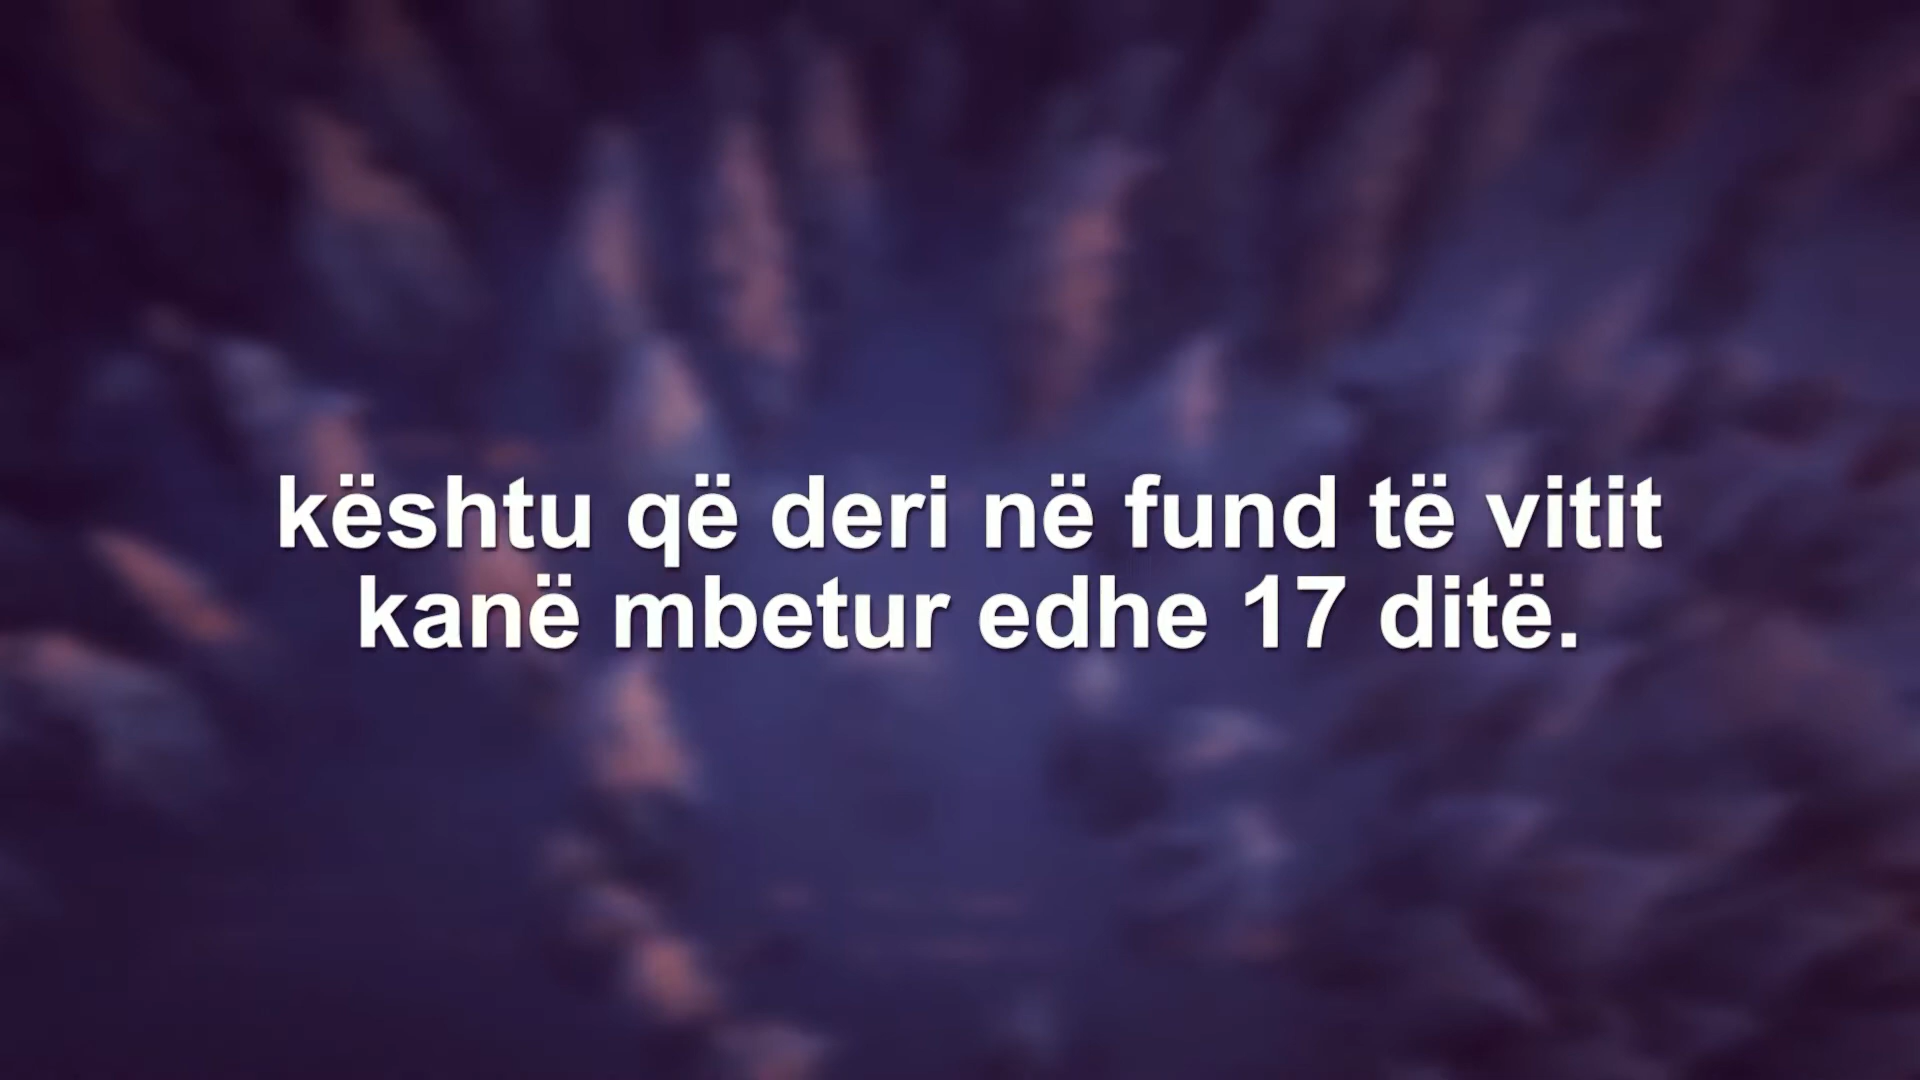 kështu që deri në fund të vitit
kanë mbetur edhe 17 ditë.